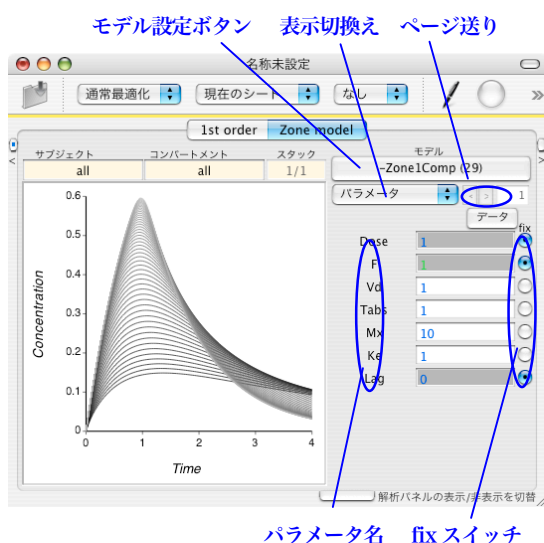 モデル設定ボタン 表示切換え ページ送り
名称未設定
通常最適化 現在のシート なし »
1st order Zone model
サブジェクト コンパートメント スタック モデル
< all all 1/1 -Zone1Comp (29) >
パラメータ < > 1
データ
fix
Dose 1
F 1
Vd 1
Tabs 1
Mx 10
Ke 1
Lag 0
0.6
0.5
0.4
0.3
0.2
0.1
0
Concentration
0 1 2 3 4
Time
解析パネルの表示/非表示を切替
パラメータ名 fix スイッチ